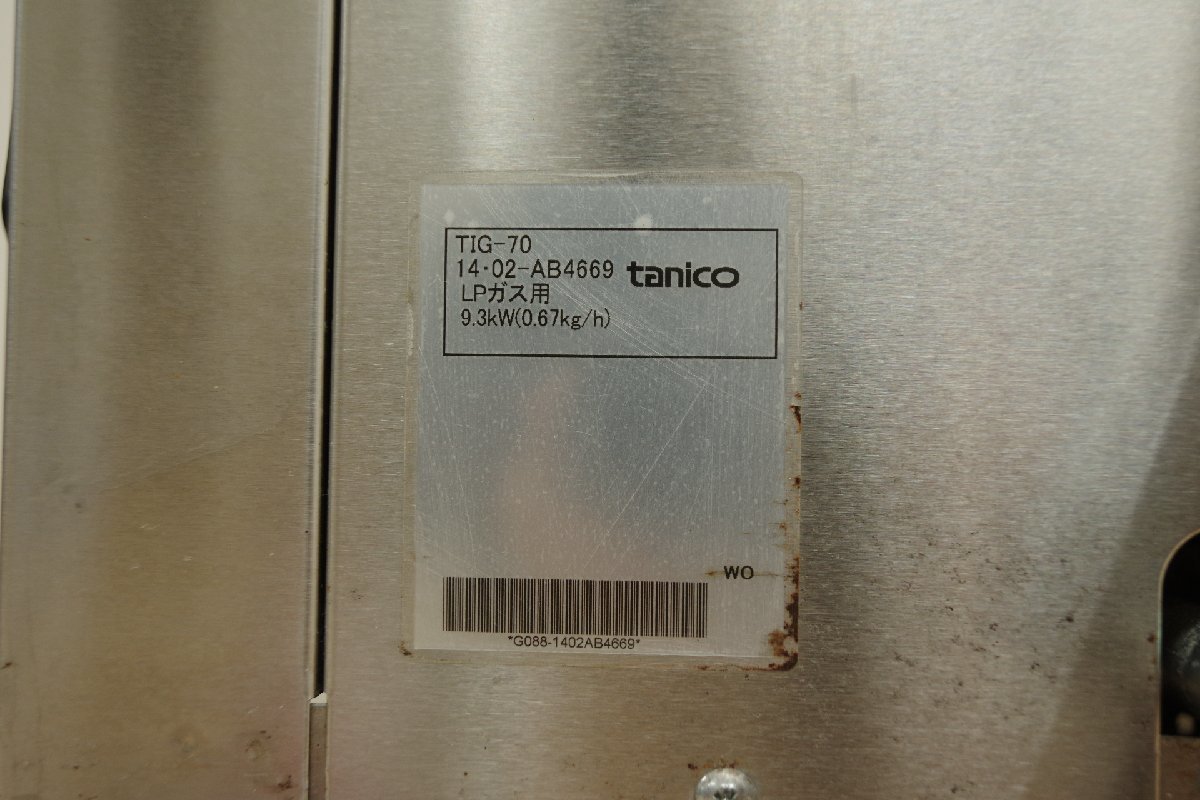 TIG-70
14・02-AB4669 tanico
LPガス用
9.3kW(0.67kg/h)
WO
*G088-1402AB4669*